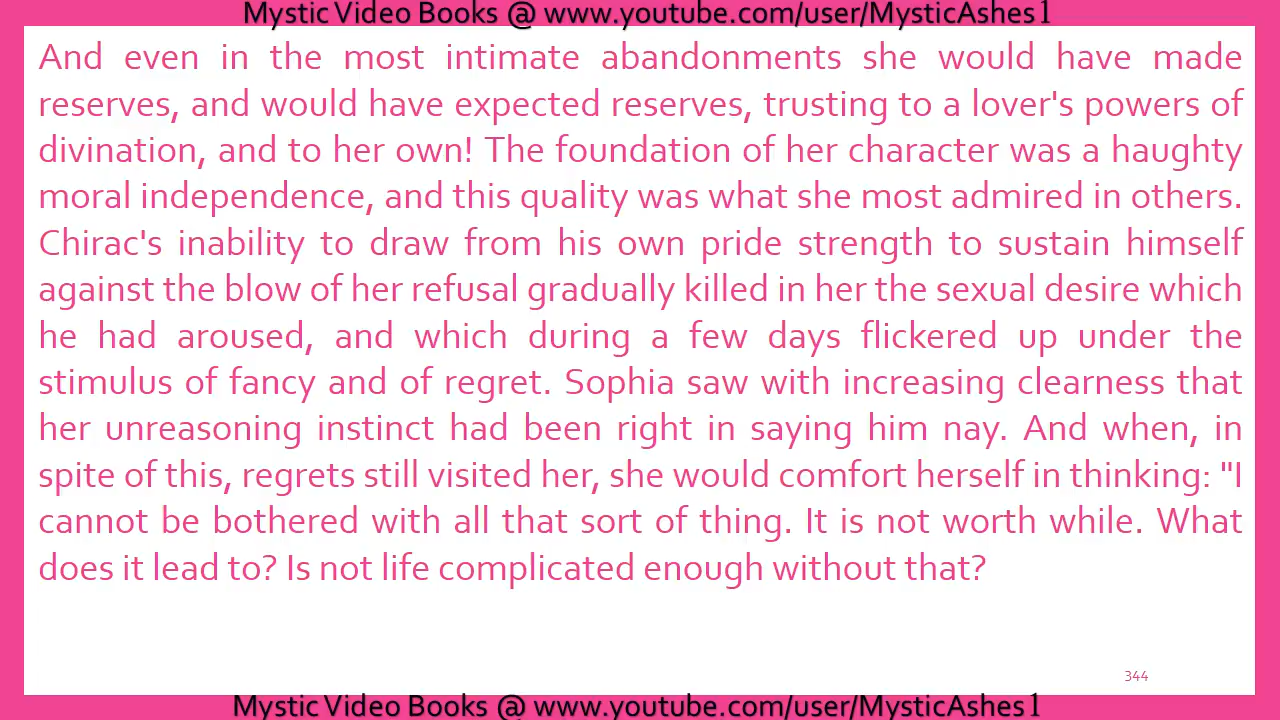 Mystic Video Books @ www.youtube.com/user/MysticAshes1
And even in the most intimate abandonments she would have made
reserves, and would have expected reserves, trusting to a lover's powers of
divination, and to her own! The foundation of her character was a haughty
moral independence, and this quality was what she most admired in others.
Chirac's inability to draw from his own pride strength to sustain himself
against the blow of her refusal gradually killed in her the sexual desire which
he had aroused, and which during a few days flickered up under the
stimulus of fancy and of regret. Sophia saw with increasing clearness that
her unreasoning instinct had been right in saying him nay. And when, in
spite of this, regrets still visited her, she would comfort herself in thinking: "I
cannot be bothered with all that sort of thing. It is not worth while. What
does it lead to? Is not life complicated enough without that?
344
Mystic Video Books @ www.youtube.com/user/MysticAshes1